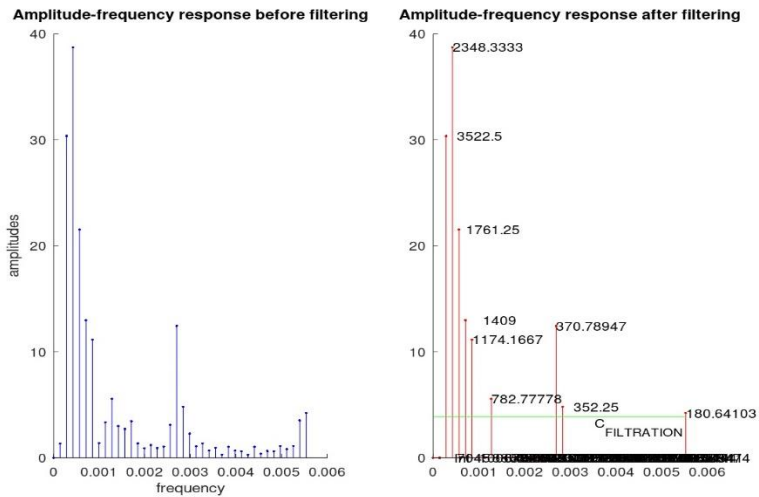 Amplitude-frequency response before filtering
40
30
20
10
0
amplitudes
0 0.001 0.002 0.003 0.004 0.005 0.006
frequency
Amplitude-frequency response after filtering
40
30
20
10
0
2348.3333
3522.5
1761.25
1409
1174.1667
370.78947
782.77778
352.25
180.64103
C FILTRATION
0 0.001 0.002 0.003 0.004 0.005 0.006